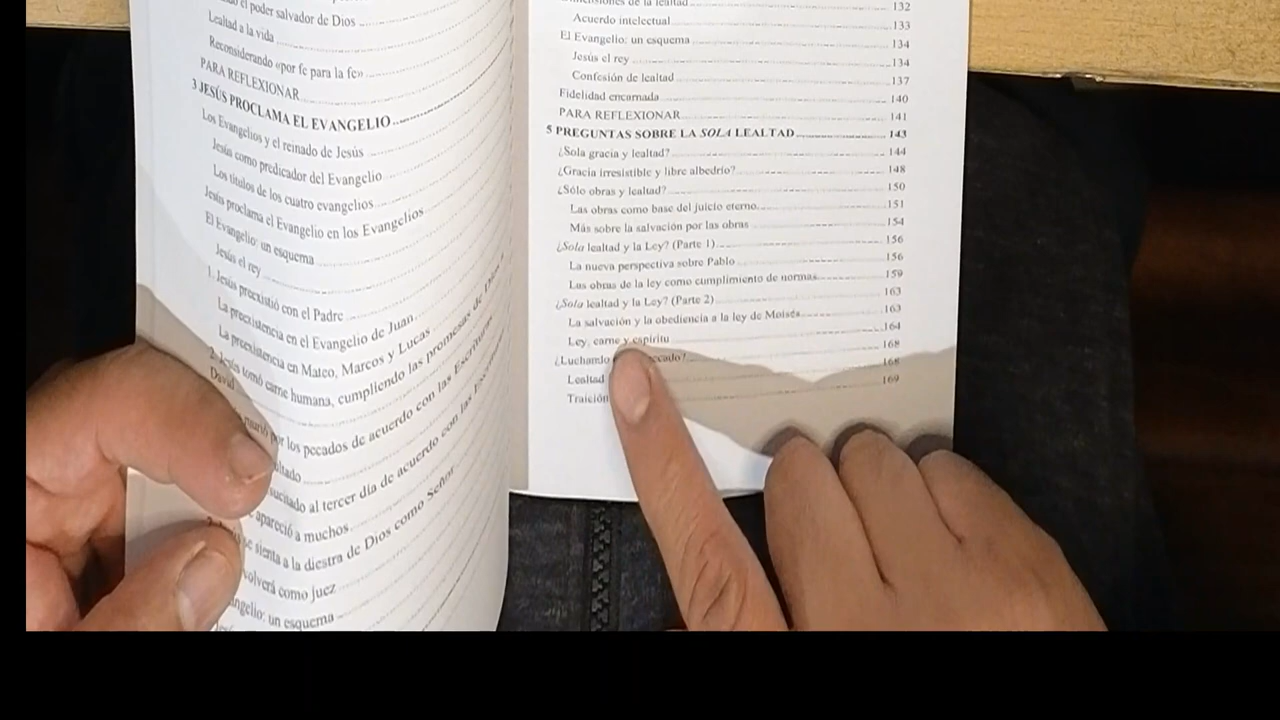 el poder salvador de Dios
Lealtad a la vida
Reconsiderando «por fe para la fe»
PARA REFLEXIONAR
3 JESÚS PROCLAMA EL EVANGELIO
Los Evangelios y el reinado de Jesús
Jesús como predicador del Evangelio
Los títulos de los cuatro evangelios
Jesús proclama el Evangelio en los Evangelios
El Evangelio: un esquema
Jesús el rey
1. Jesús preexistió con el Padre
La preexistencia en el Evangelio de Juan
La preexistencia en Mateo, Marcos y Lucas
2. Jesús tomó carne humana, cumpliendo las promesas de Dios a
David
murió por los pecados de acuerdo con las Escrituras
ultado
sucitado al tercer día de acuerdo con las
apareció a muchos
se sienta a la diestra de Dios como Señor
volverá como juez
angelio: un esquema
de la lealtad 132
Acuerdo intelectual 133
El Evangelio: un esquema 134
Jesús el rey 134
Confesión de lealtad 137
Fidelidad encarnada 140
PARA REFLEXIONAR 141
5 PREGUNTAS SOBRE LA SOLA LEALTAD 143
¿Sola gracia y lealtad? 144
¿Gracia irresistible y libre albedrío? 148
¿Sólo obras y lealtad? 150
Las obras como base del juicio eterno 151
Más sobre la salvación por las obras 154
¿Sola lealtad y la Ley? (Parte 1) 156
La nueva perspectiva sobre Pablo 156
Las obras de la ley como cumplimiento de normas 159
¿Sola lealtad y la Ley? (Parte 2) 163
La salvación y la obediencia a la ley de Moisés 163
Ley, carne y espíritu 164
¿Luchando pecado? 168
Lealtad 168
Traición 169